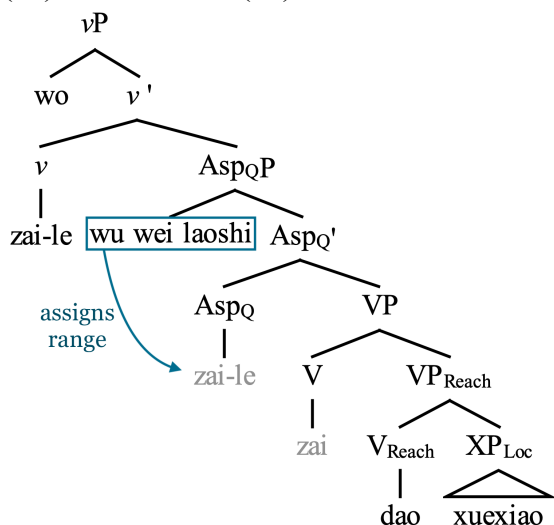 vP
wo v '
v AspQP
zai-le wu wei laoshi AspQ'
assigns
range
AspQ VP
zai-le V VPReach
zai VReach XPLoc
dao xuexiao